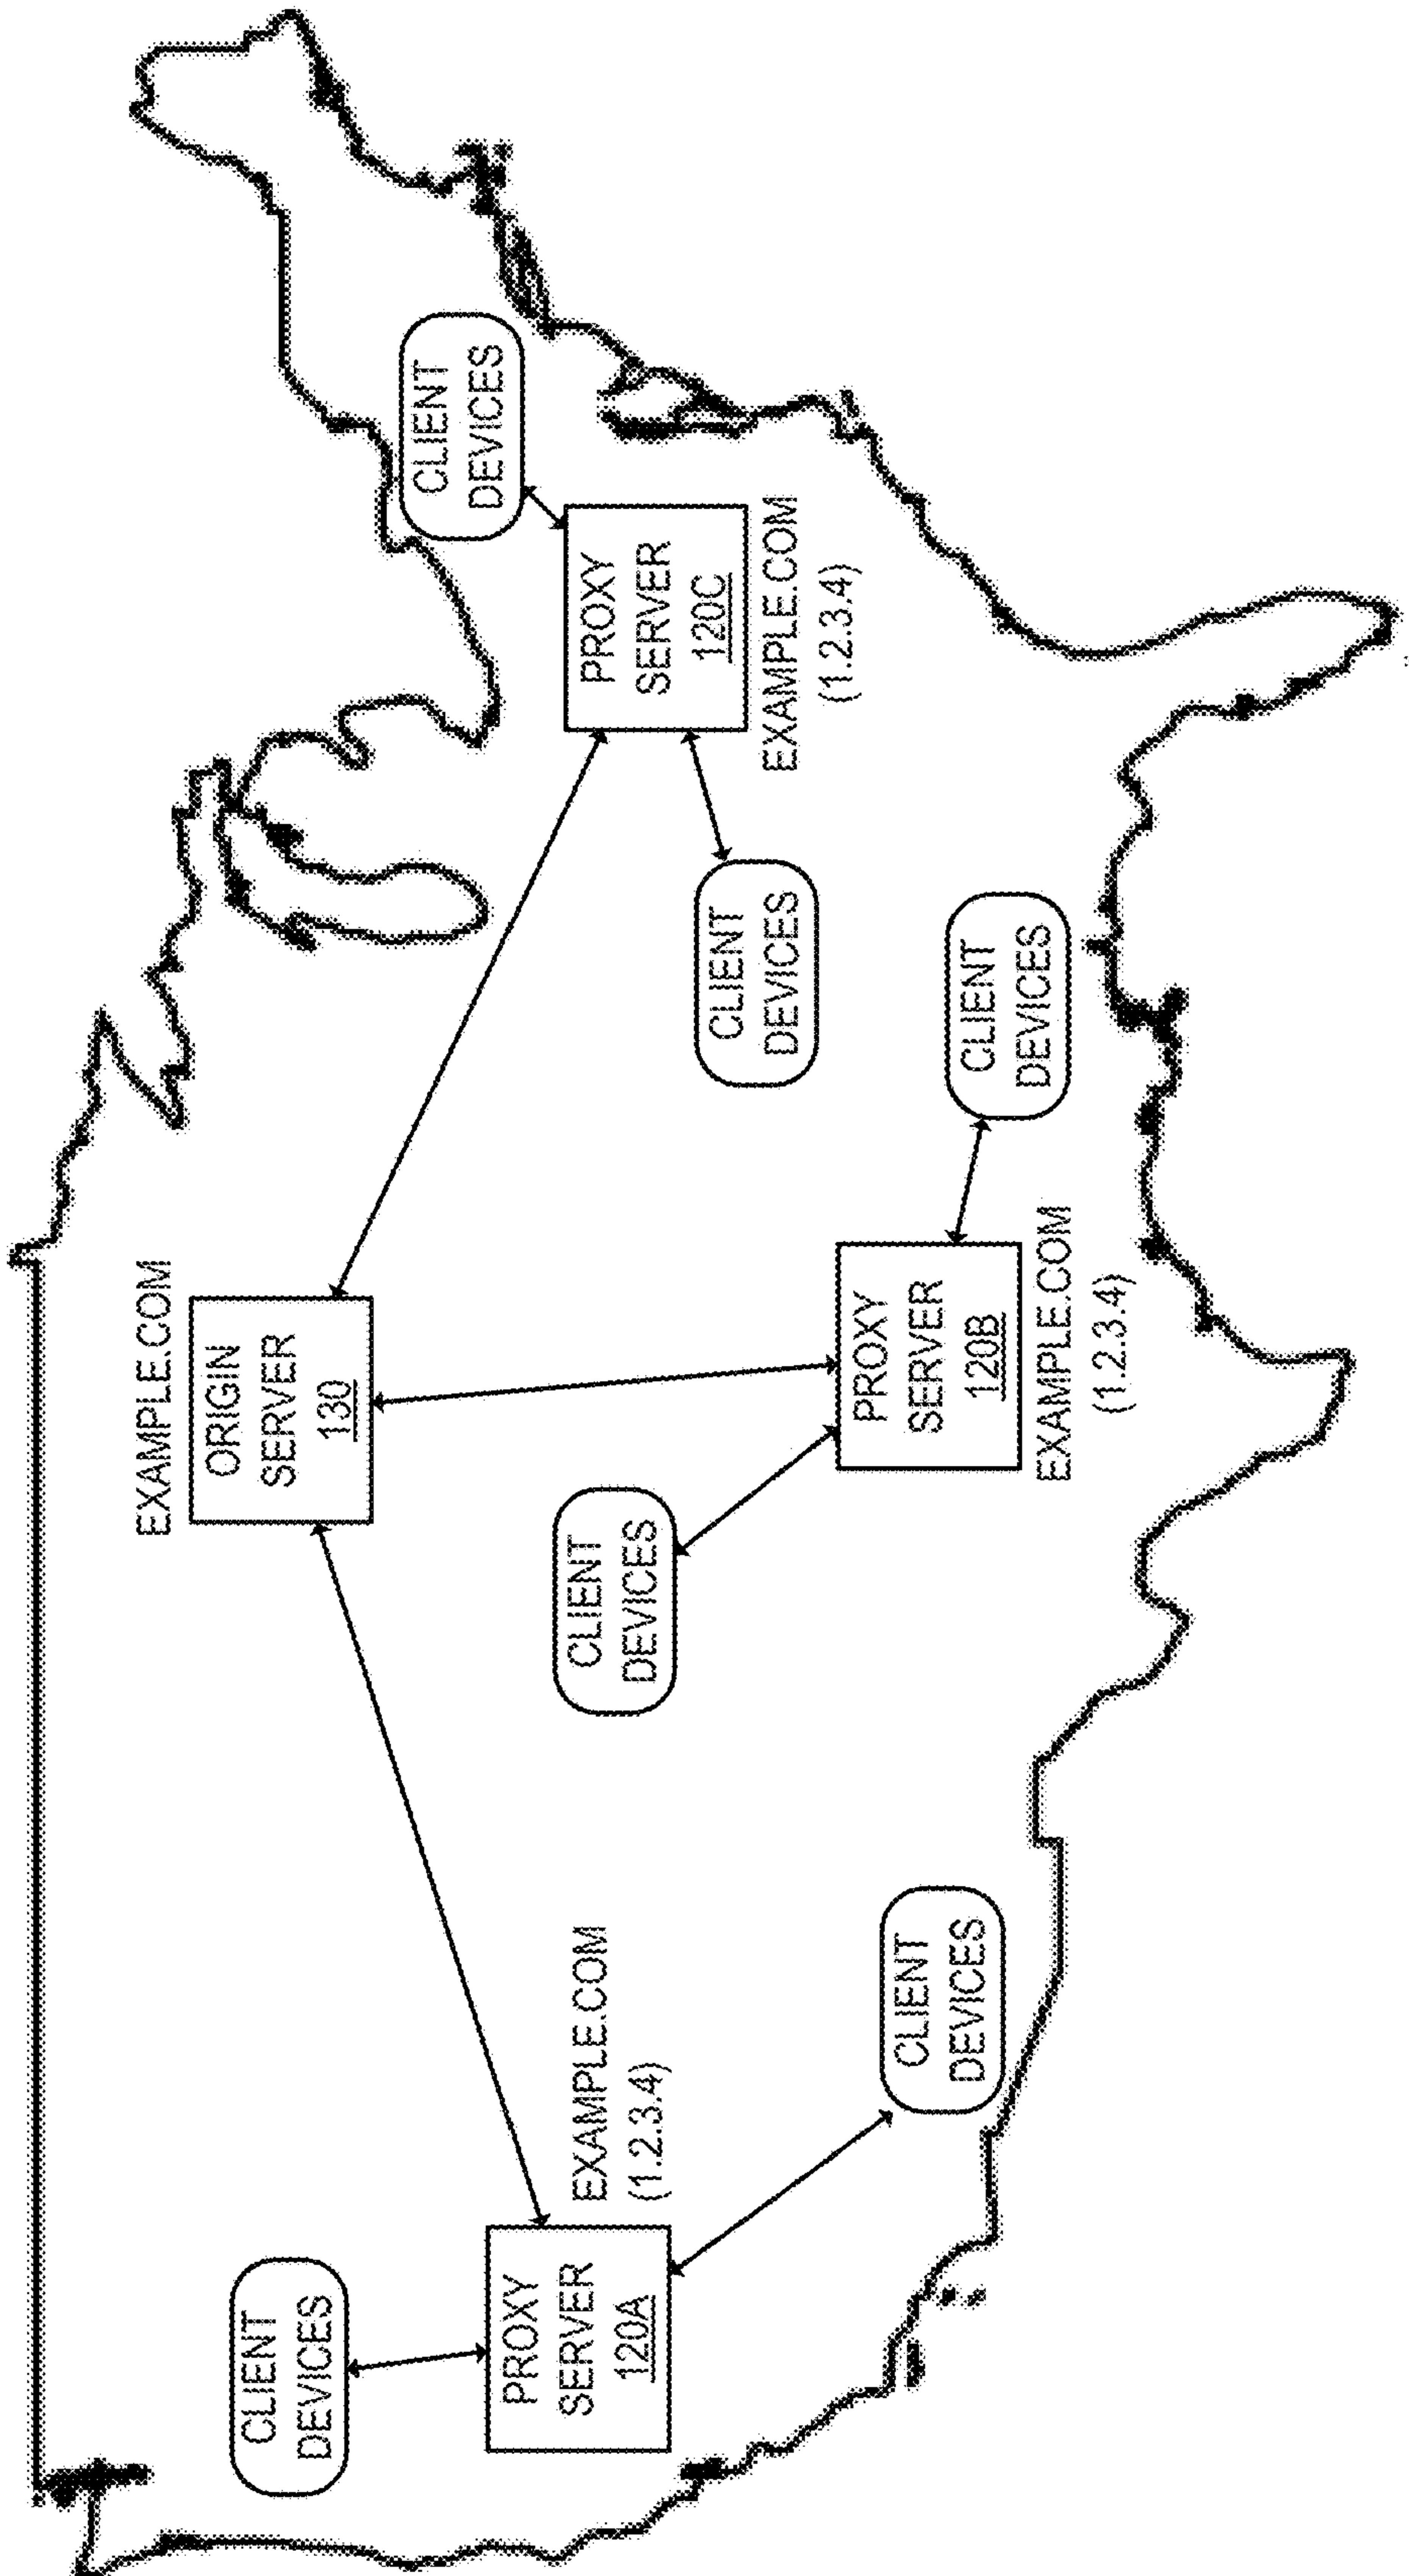 EXAMPLE.COM
ORIGIN
SERVER
130
CLIENT
DEVICES
PROXY
SERVER
120A
EXAMPLE.COM
(1.2.3.4)
CLIENT
DEVICES
CLIENT
DEVICES
PROXY
SERVER
120B
EXAMPLE.COM
(1.2.3.4)
CLIENT
DEVICES
CLIENT
DEVICES
PROXY
SERVER
120C
EXAMPLE.COM
(1.2.3.4)
CLIENT
DEVICES